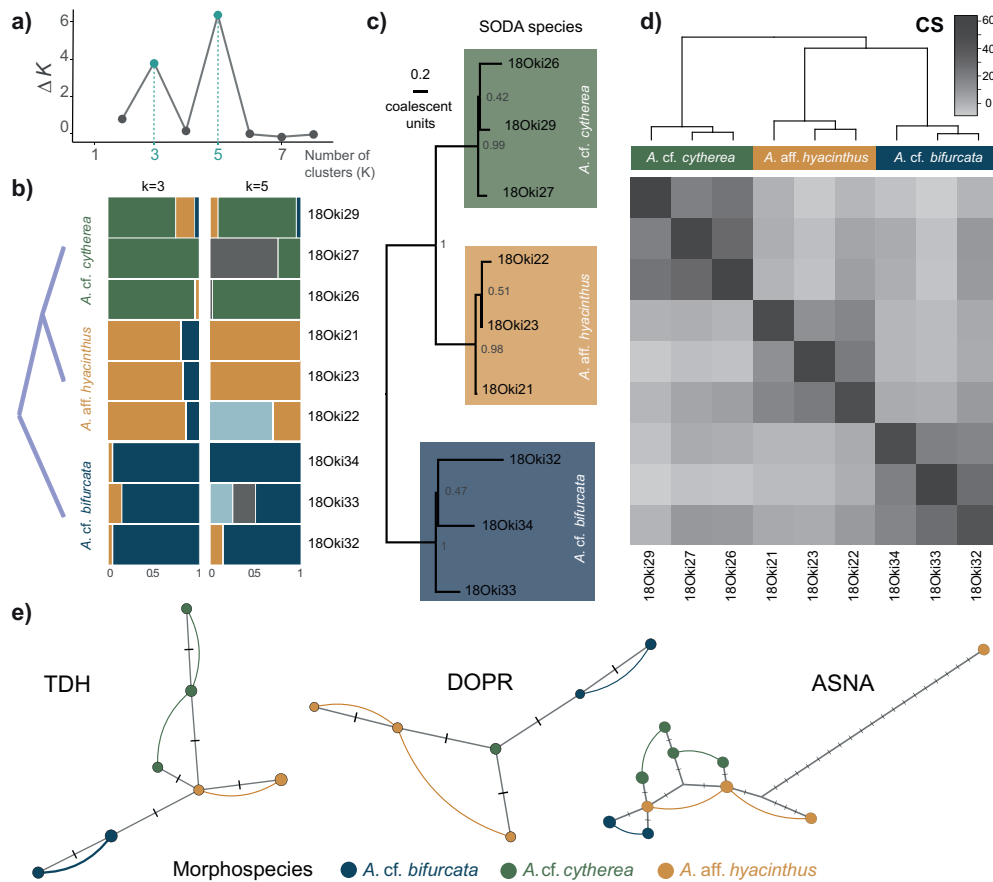 a)
Δ K
6
4
2
0
1
3
5
7
Number of
clusters (K)
b)
k=3
k=5
A. cf. cytherea
A. aff. hyacinthus
A. cf. bifurcata
18Oki29
18Oki27
18Oki26
18Oki21
18Oki23
18Oki22
18Oki34
18Oki33
18Oki32
0
0.5
1
0
0.5
1
c)
SODA species
0.2
coalescent
units
18Oki26
0.42
18Oki29
0.99
18Oki27
A. cf. cytherea
1
18Oki22
0.51
18Oki23
0.98
18Oki21
A. aff. hyacinthus
18Oki32
0.47
18Oki34
1
18Oki33
A. cf. bifurcata
d)
CS
60
40
20
0
A. cf. cytherea
A. aff. hyacinthus
A. cf. bifurcata
18Oki29
18Oki27
18Oki26
18Oki21
18Oki23
18Oki22
18Oki34
18Oki33
18Oki32
e)
TDH
DOPR
ASNA
Morphospecies
A. cf. bifurcata
A. cf. cytherea
A. aff. hyacinthus